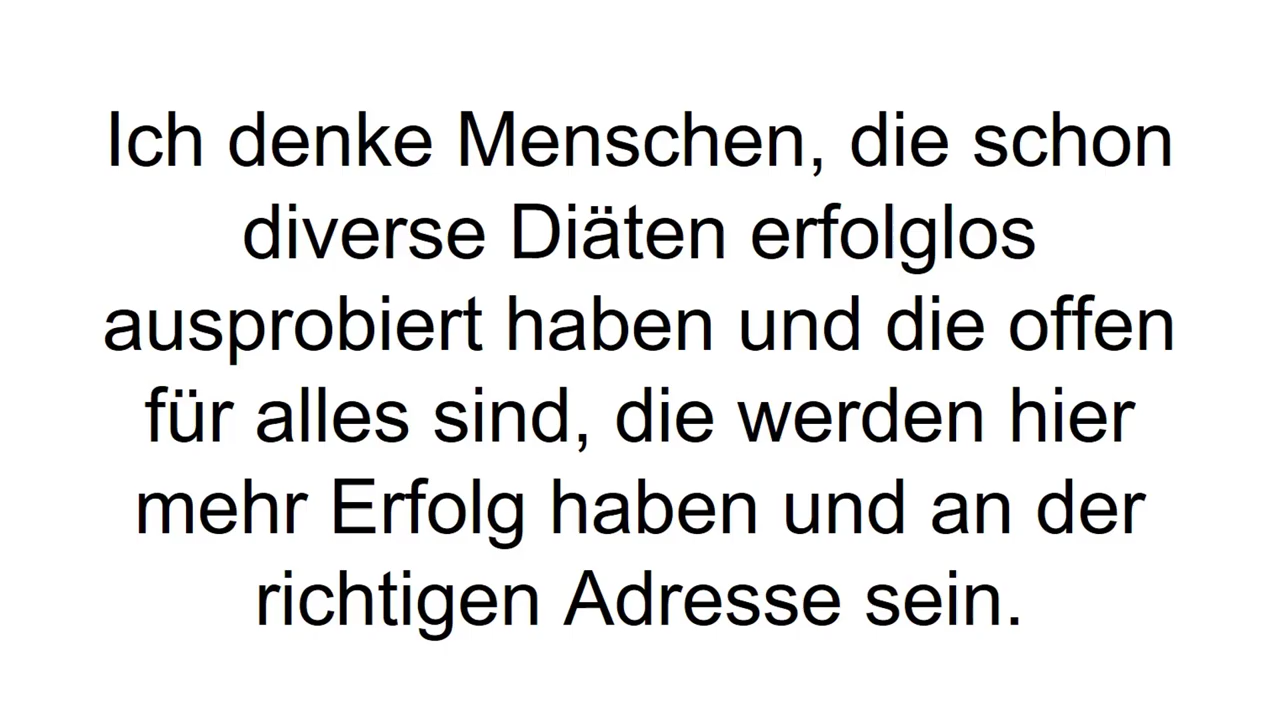 Ich denke Menschen, die schon
diverse Diäten erfolglos
ausprobiert haben und die offen
für alles sind, die werden hier
mehr Erfolg haben und an der
richtigen Adresse sein.